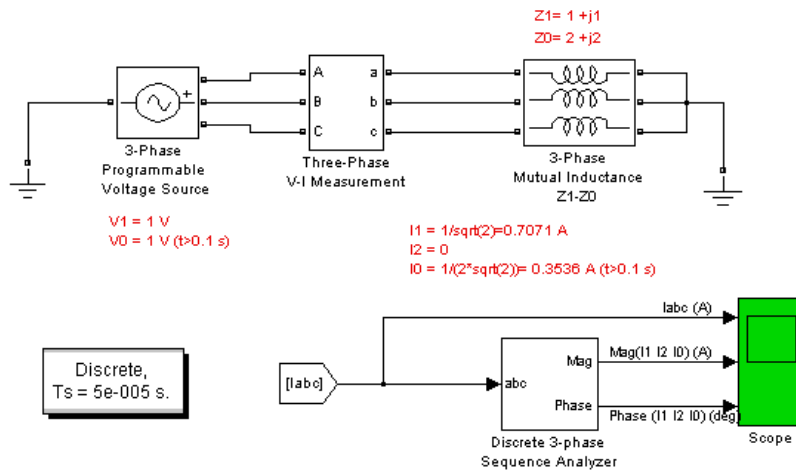 Z1= 1 +j1
Z0= 2 +j2
A
a
B
b
C
c
+
3-Phase
Programmable
Voltage Source
Three-Phase
V-I Measurement
3-Phase
Mutual Inductance
Z1-Z0
V1 = 1 V
V0 = 1 V (t>0.1 s)
I1 = 1/sqrt(2)=0.7071 A
I2 = 0
I0 = 1/(2*sqrt(2))= 0.3536 A (t>0.1 s)
Iabc (A)
Discrete,
Ts = 5e-005 s.
[Iabc]
abc
Mag
Mag(I1 I2 I0) (A)
Phase
Phase (I1 I2 I0) (deg)
Discrete 3-phase
Sequence Analyzer
Scope